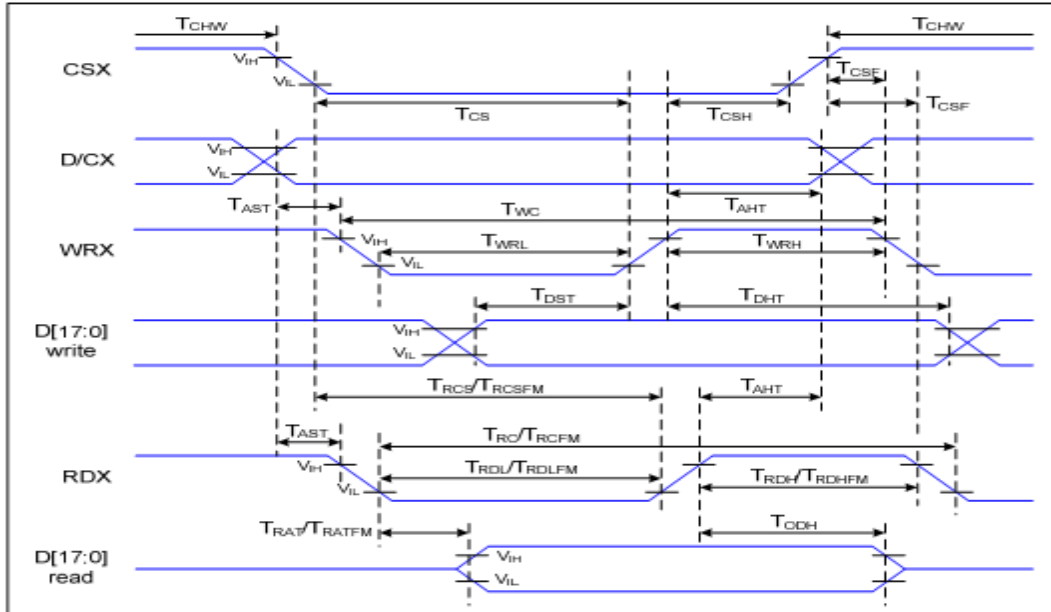 TCHW TCHW
CSX VIH VIL TCSF
TCS TCSH TCSF
D/CX VIH VIL
TAST TWC TAHT
WRX VIH VIL TWRL TWRH
TDST TDHT
D[17:0] VIH
write VIL
TRCS/TRCSFM TAHT
TAST TRC/TRCFM
RDX VIH VIL TRDL/TRDLFM TRDH/TRDHFM
TRAT/TRATFM TODH
D[17:0] VIH
read VIL